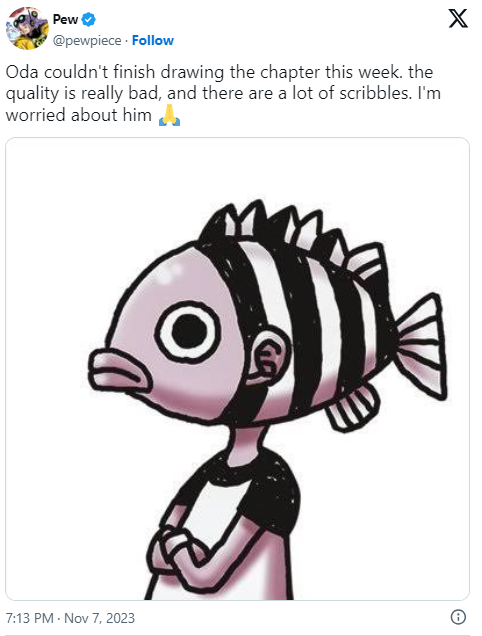 Pew
@pewpiece · Follow
Oda couldn't finish drawing the chapter this week. the
quality is really bad, and there are a lot of scribbles. I'm
worried about him 🙏
7:13 PM · Nov 7, 2023